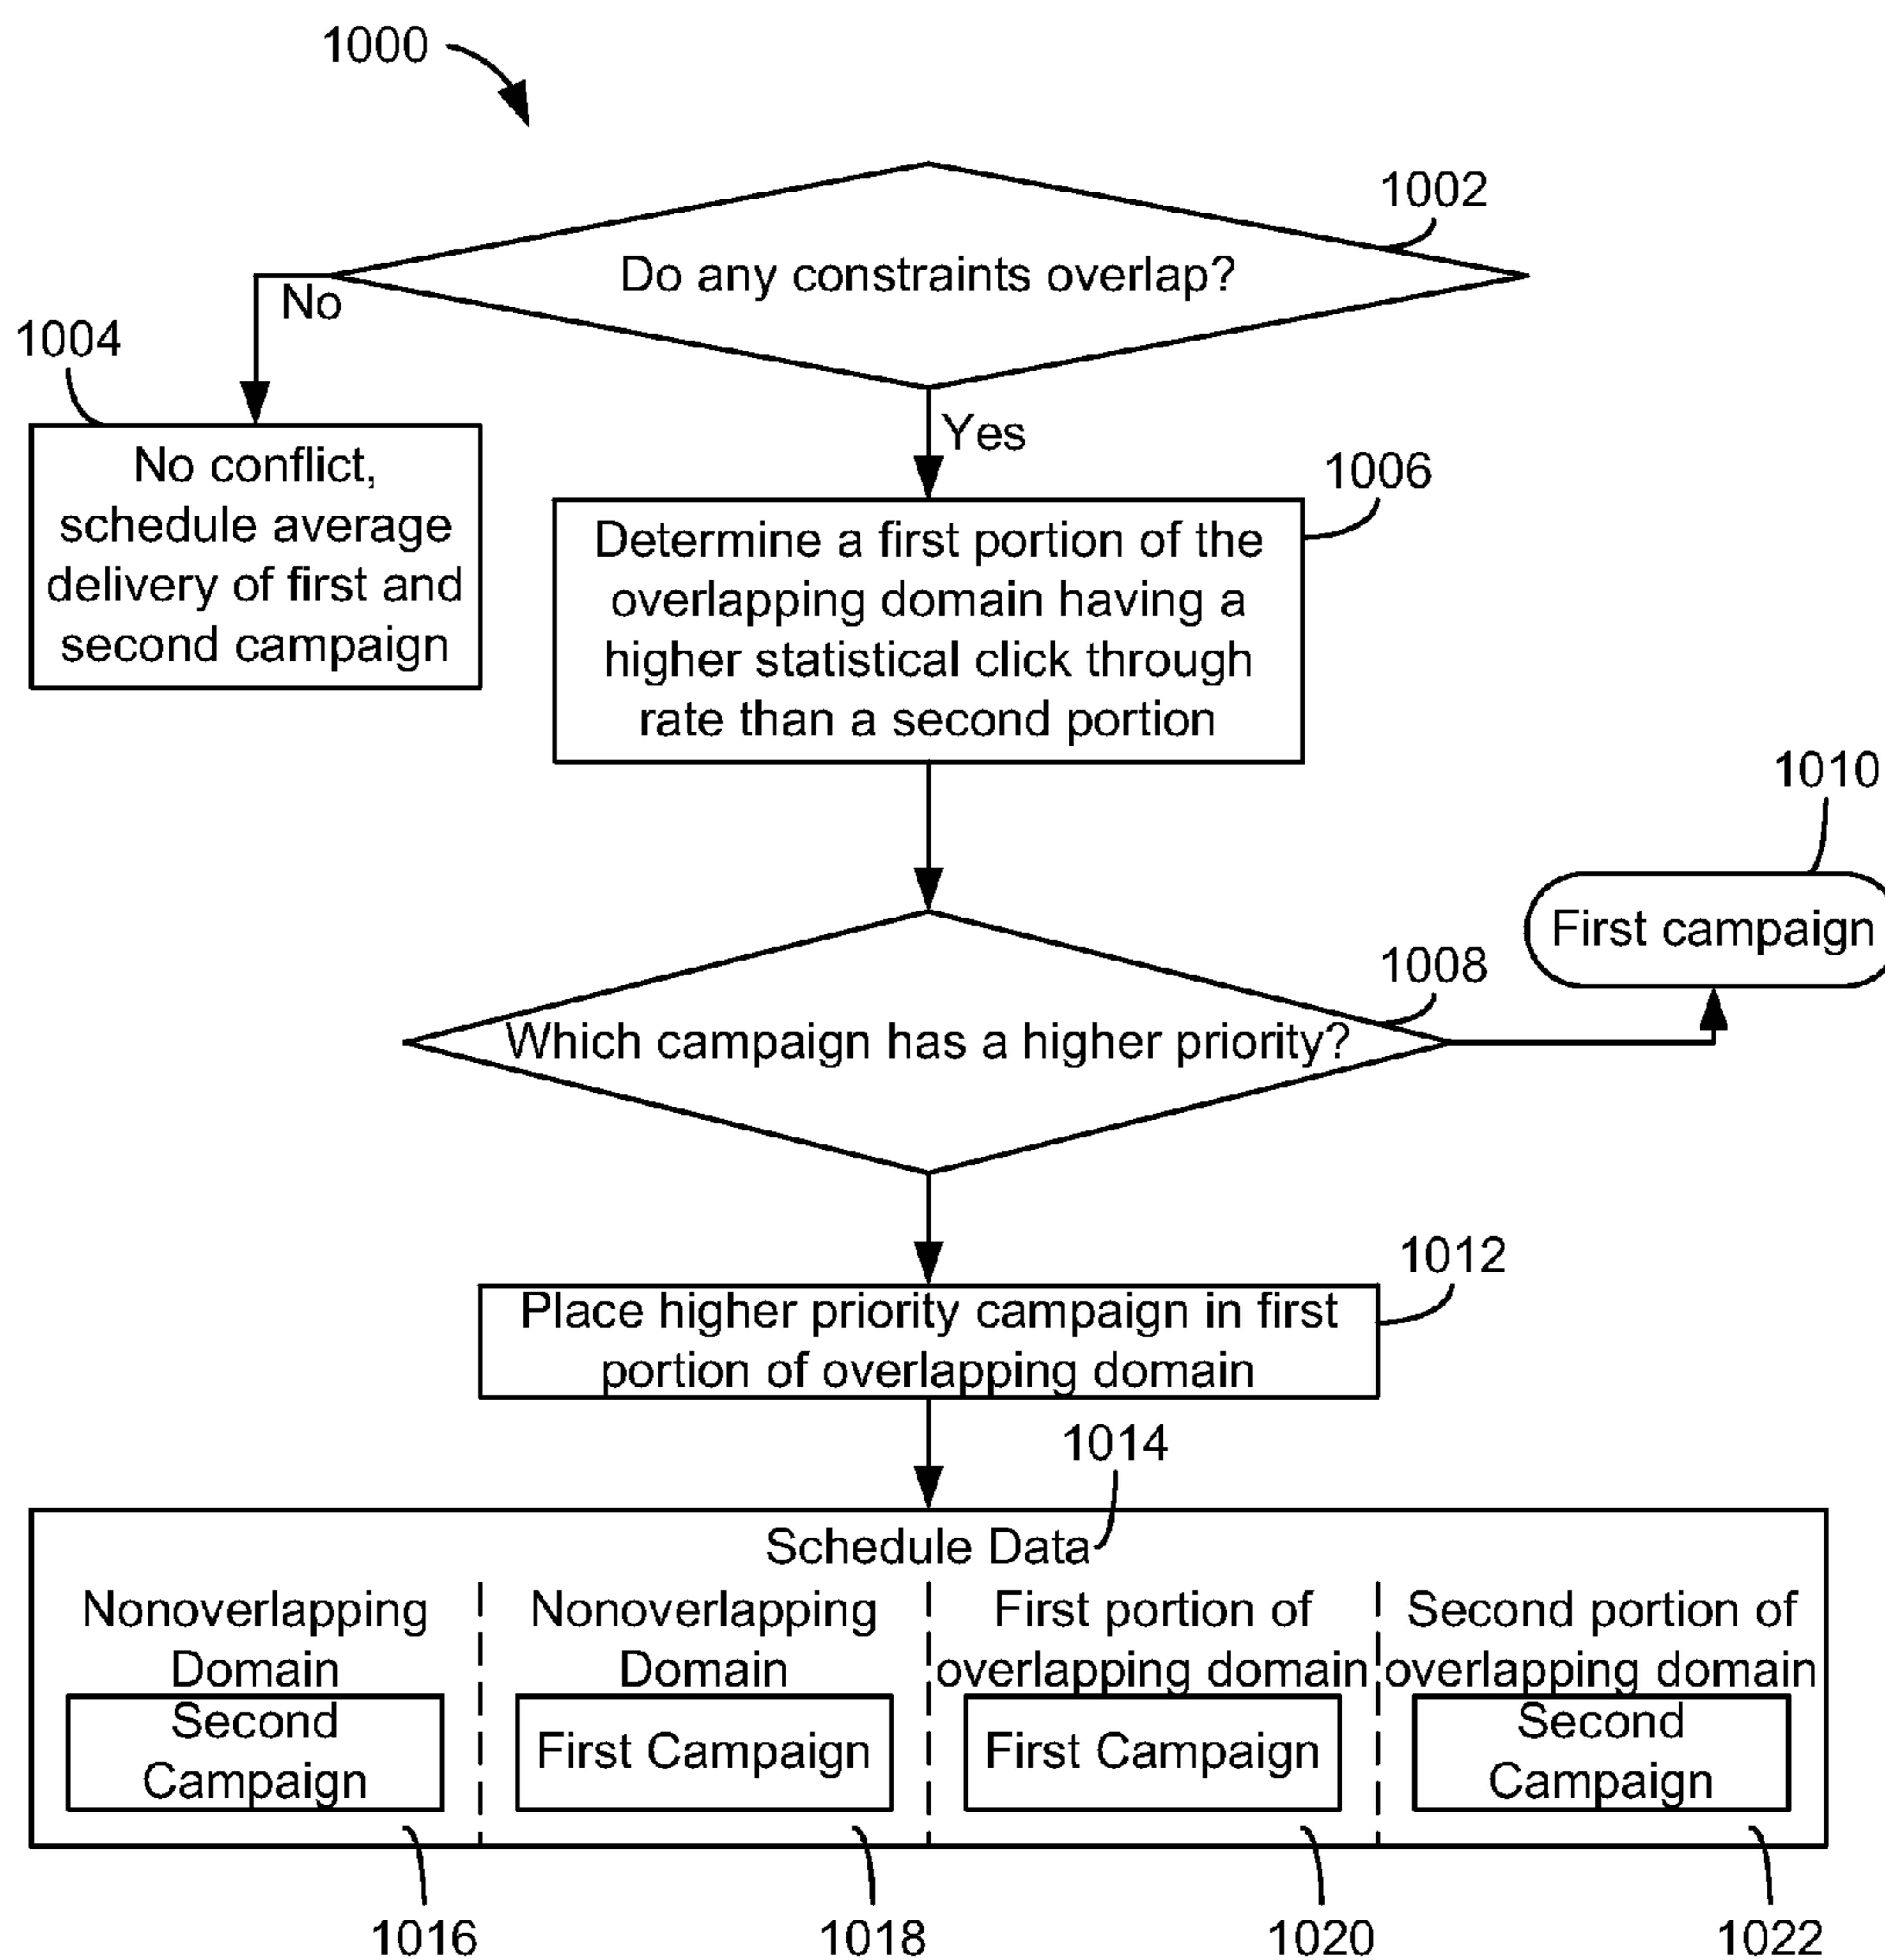 1000
1002
Do any constraints overlap?
No
1004
Yes
No conflict,
schedule average
delivery of first and
second campaign
1006
Determine a first portion of the
overlapping domain having a
higher statistical click through
rate than a second portion
1010
First campaign
1008
Which campaign has a higher priority?
1012
Place higher priority campaign in first
portion of overlapping domain
1014
Schedule Data
Nonoverlapping
Domain
Second
Campaign
Nonoverlapping
Domain
First Campaign
First portion of
overlapping domain
First Campaign
Second portion of
overlapping domain
Second
Campaign
1016
1018
1020
1022